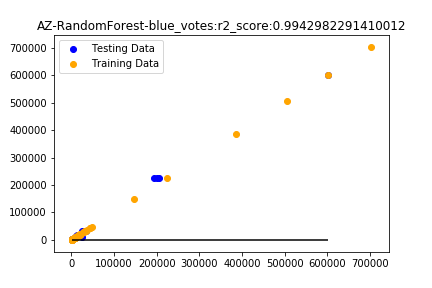 AZ-RandomForest-blue_votes:r2_score:0.9942982291410012
Testing Data
Training Data
700000
600000
500000
400000
300000
200000
100000
0
0 100000 200000 300000 400000 500000 600000 700000